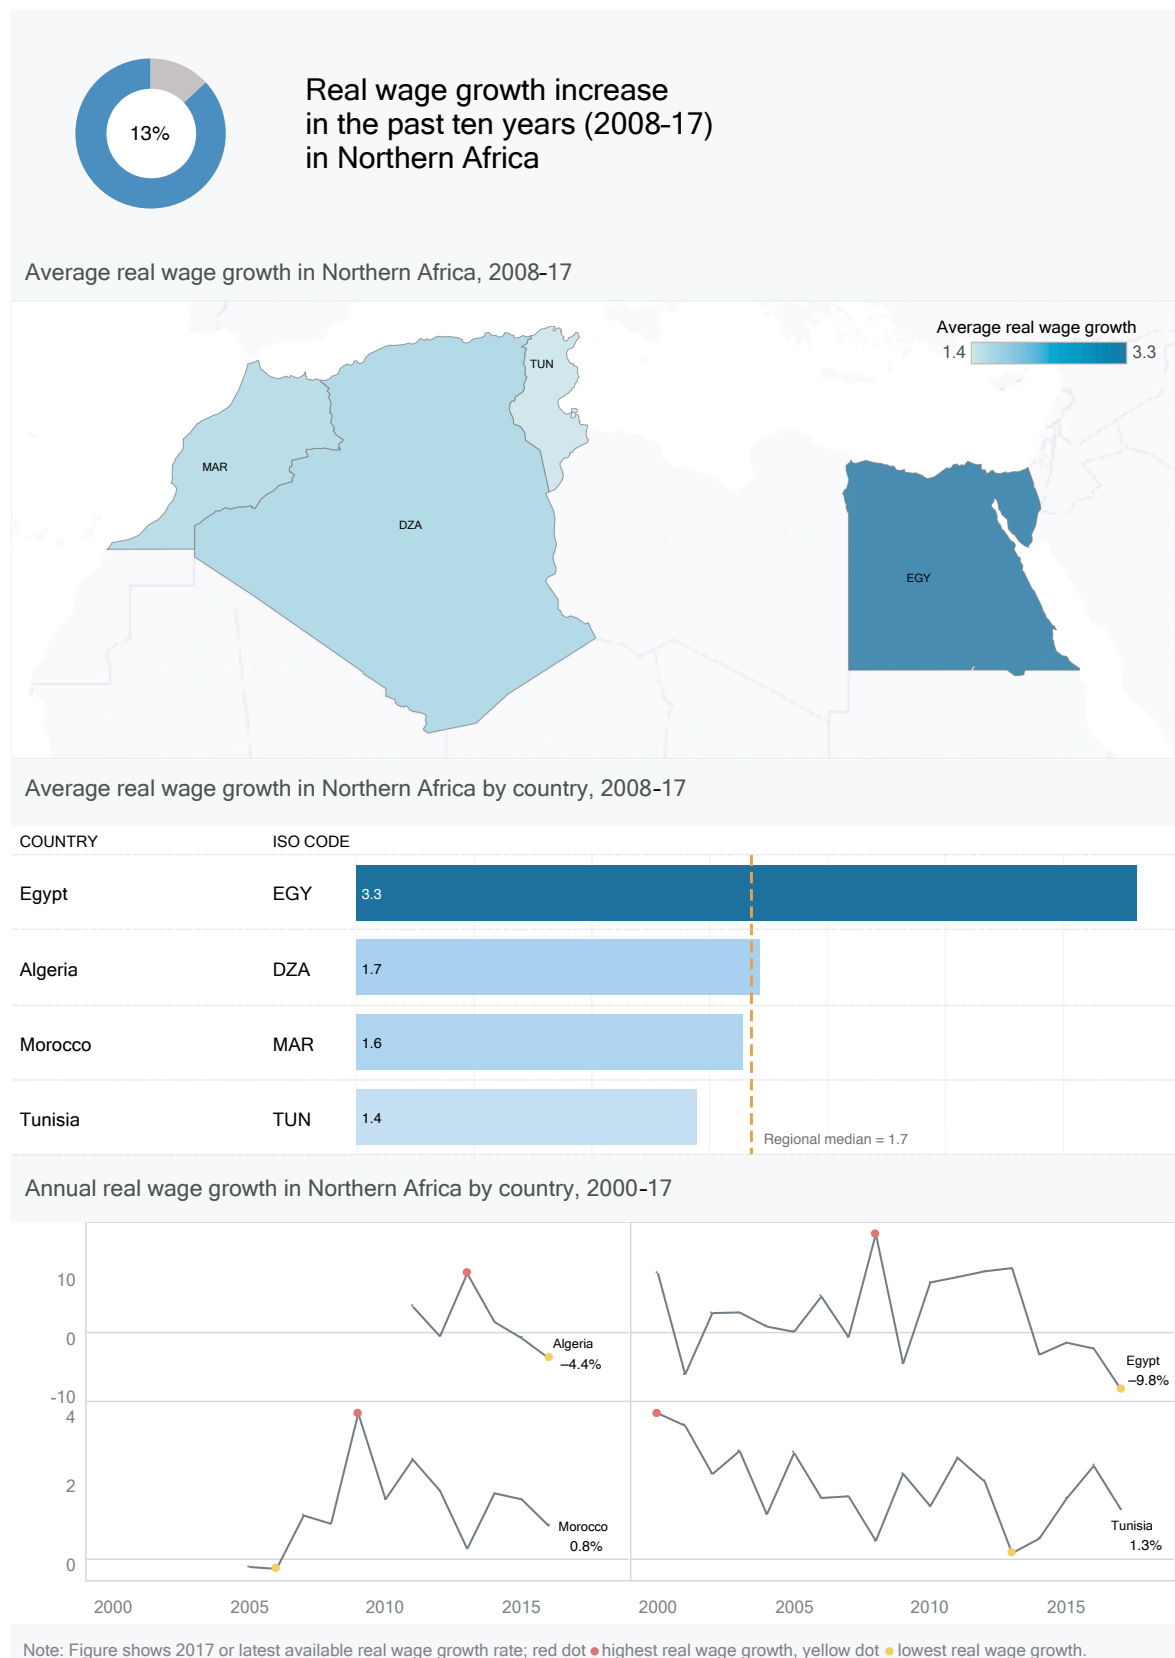 13%
Real wage growth increase
in the past ten years (2008-17)
in Northern Africa
Average real wage growth in Northern Africa, 2008-17
Average real wage growth
1.4 3.3
TUN
MAR
DZA
EGY
Average real wage growth in Northern Africa by country, 2008-17
COUNTRY ISO CODE
Egypt EGY 3.3
Algeria DZA 1.7
Morocco MAR 1.6
Tunisia TUN 1.4
Regional median = 1.7
Annual real wage growth in Northern Africa by country, 2000-17
10
0
-10
Algeria
–4.4%
Egypt
–9.8%
4
2
0
Morocco
0.8%
Tunisia
1.3%
2000 2005 2010 2015 2000 2005 2010 2015
Note: Figure shows 2017 or latest available real wage growth rate; red dot ● highest real wage growth, yellow dot ● lowest real wage growth.